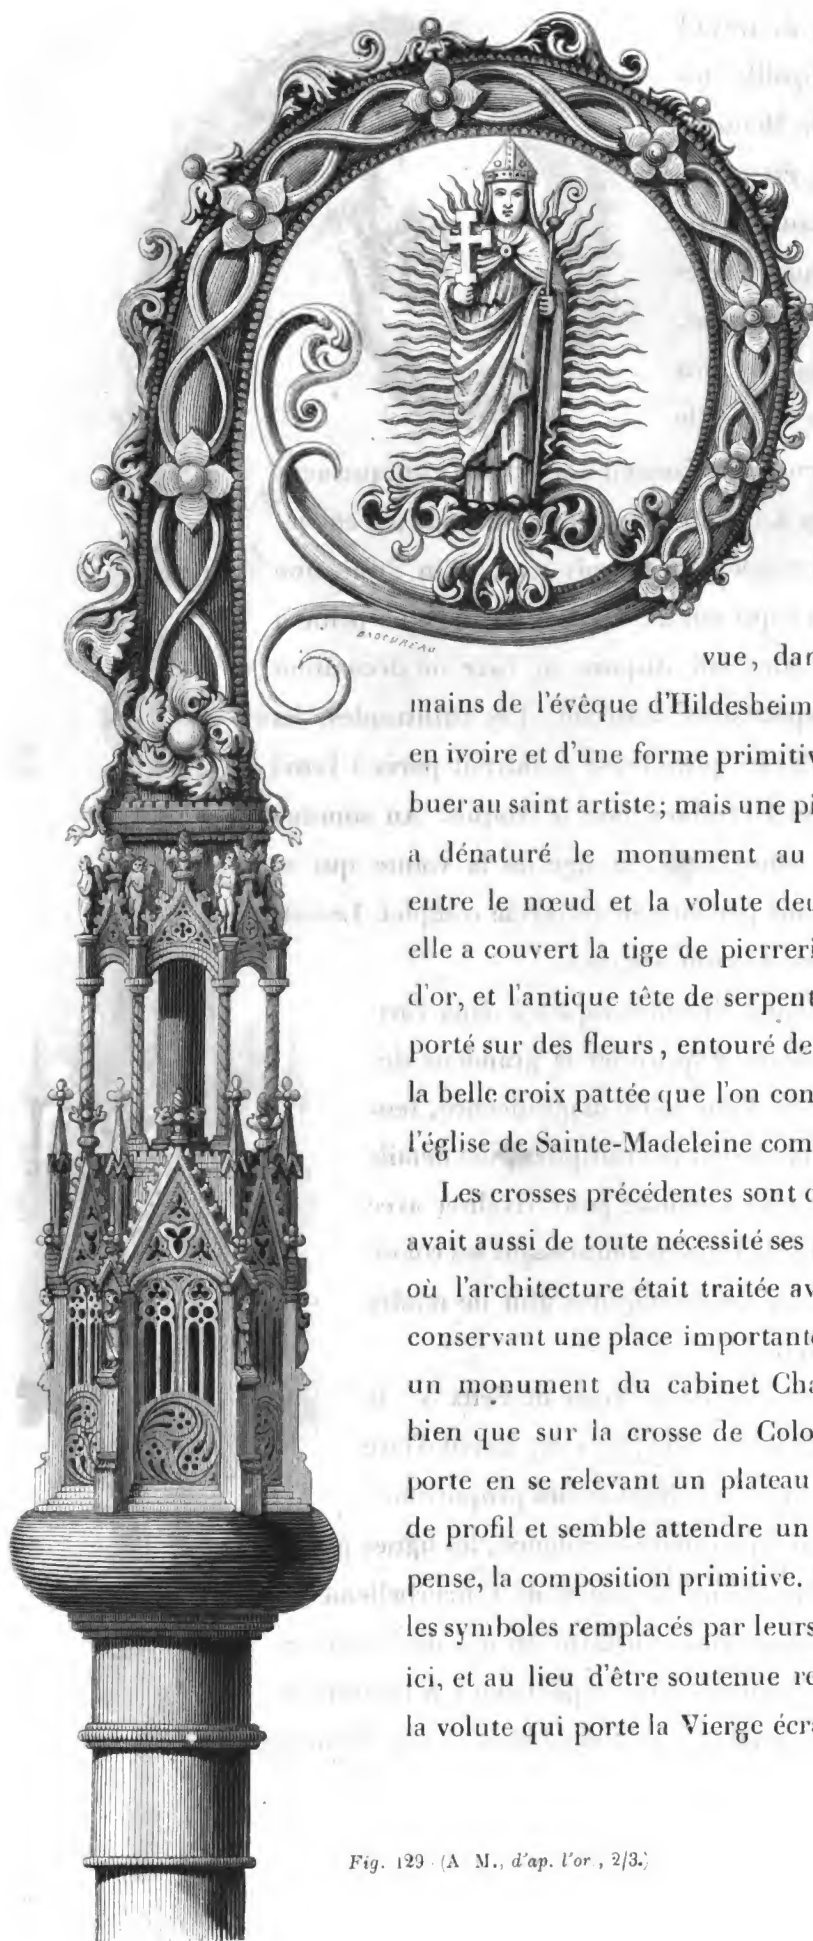 vue, dan
mains de l'évêque d'Hildesheim
en ivoire et d'une forme primitiv
buer au saint artiste; mais une pi
a dénaturé le monument au
entre le nœud et la volute deu
elle a couvert la tige de pierreri
d'or, et l'antique tête de serpent
porté sur des fleurs, entouré de
la belle croix pattée que l'on con
l'église de Sainte-Madeleine com
Les crosses précédentes sont d
avait aussi de toute nécessité ses
où l'architecture était traitée av
conservant une place importante
un monument du cabinet Cha
bien que sur la crosse de Colo
porte en se relevant un plateau
de profil et semble attendre un
pense, la composition primitive.
les symboles remplacés par leurs
ici, et au lieu d'être soutenue re
la volute qui porte la Vierge écra
Fig. 129 (A M., d'ap. l'or., 2/3.)